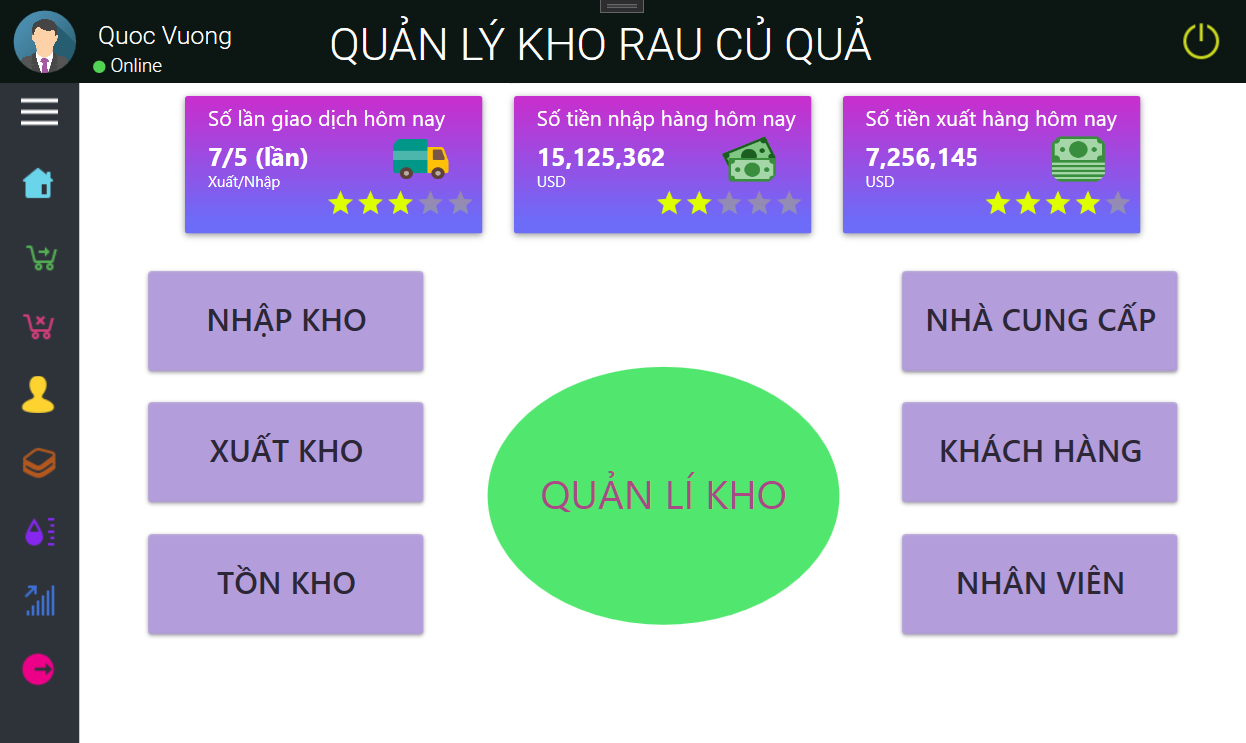 Quoc Vuong
Online
QUẢN LÝ KHO RAU CỦ QUẢ
Số lần giao dịch hôm nay
7/5 (lần)
Xuất/Nhập
Số tiền nhập hàng hôm nay
15,125,362
USD
Số tiền xuất hàng hôm nay
7,256,145
USD
NHẬP KHO
XUẤT KHO
TỒN KHO
QUẢN LÍ KHO
NHÀ CUNG CẤP
KHÁCH HÀNG
NHÂN VIÊN